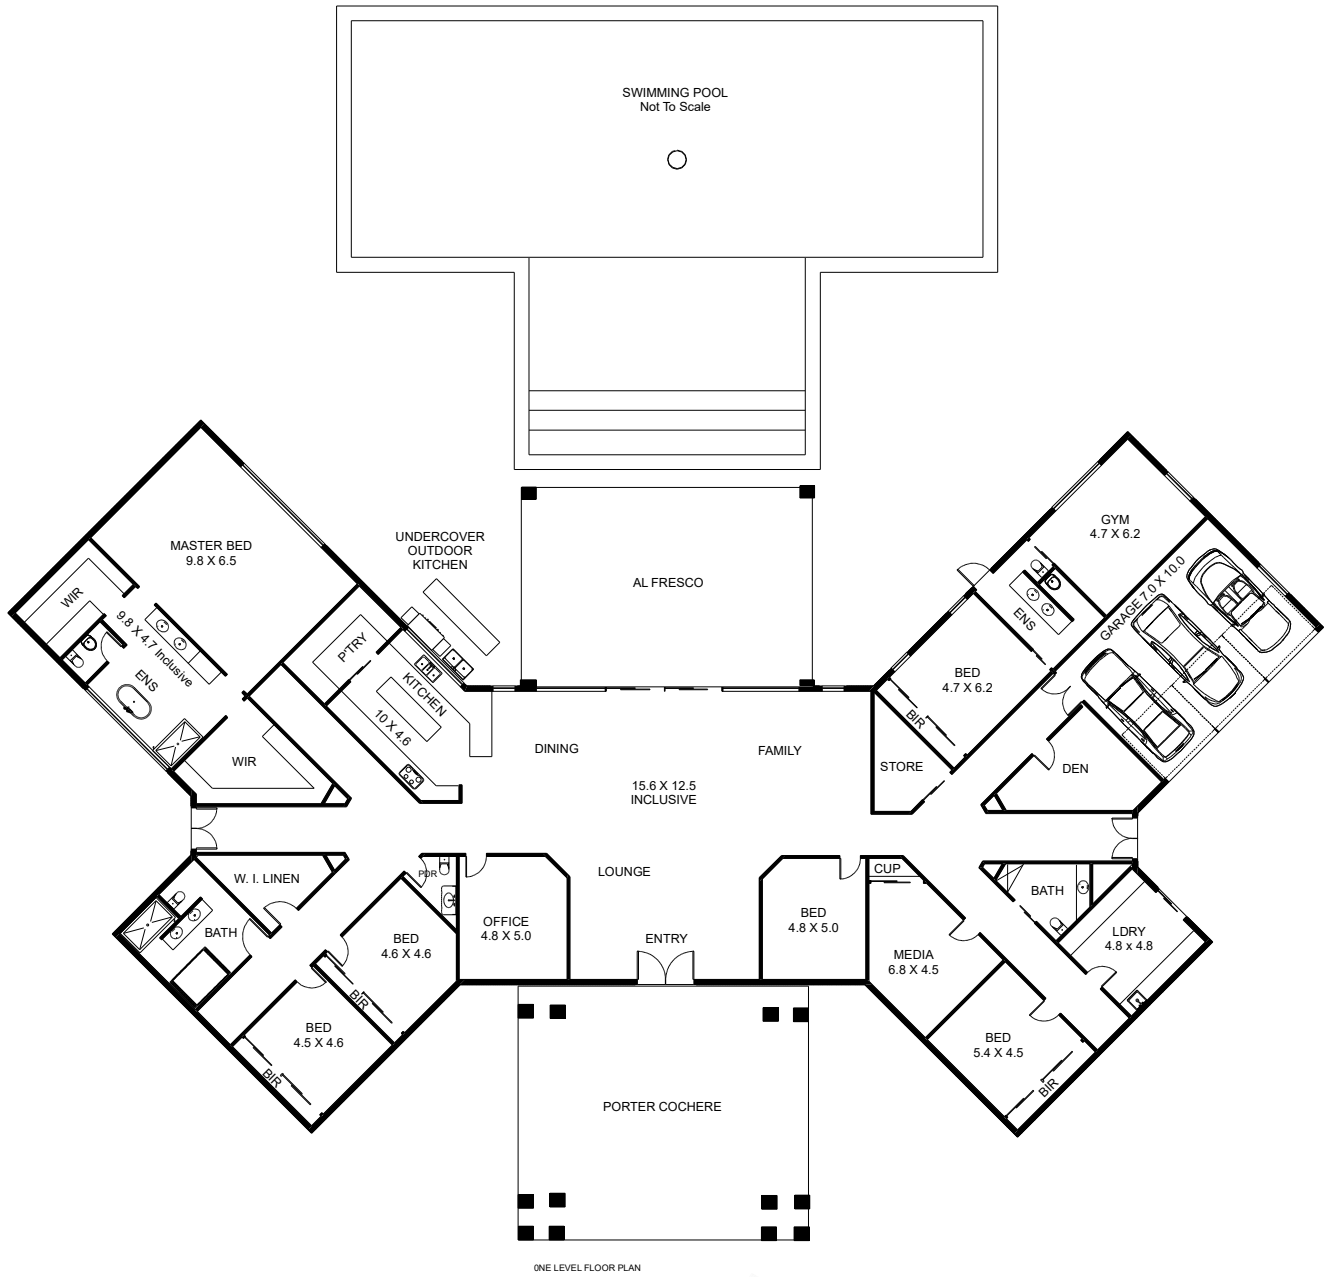 SWIMMING POOL
Not To Scale
UNDERCOVER
OUTDOOR
KITCHEN
MASTER BED
9.8 X 6.5
WIR
9.8 X 4.7 Inclusive
ENS
WIR
P'TRY
KITCHEN
10 X 4.6
AL FRESCO
DINING
FAMILY
15.6 X 12.5
INCLUSIVE
LOUNGE
ENTRY
GYM
4.7 X 6.2
GARAGE 7.0 X 10.0
ENS
BED
4.7 X 6.2
BIR
STORE
DEN
W. I. LINEN
BATH
PDR
OFFICE
4.8 X 5.0
BED
4.6 X 4.6
BIR
BED
4.5 X 4.6
BIR
BED
4.8 X 5.0
CUP
MEDIA
6.8 X 4.5
BATH
LDRY
4.8 x 4.8
BED
5.4 X 4.5
BIR
PORTER COCHERE
0NE LEVEL FLOOR PLAN